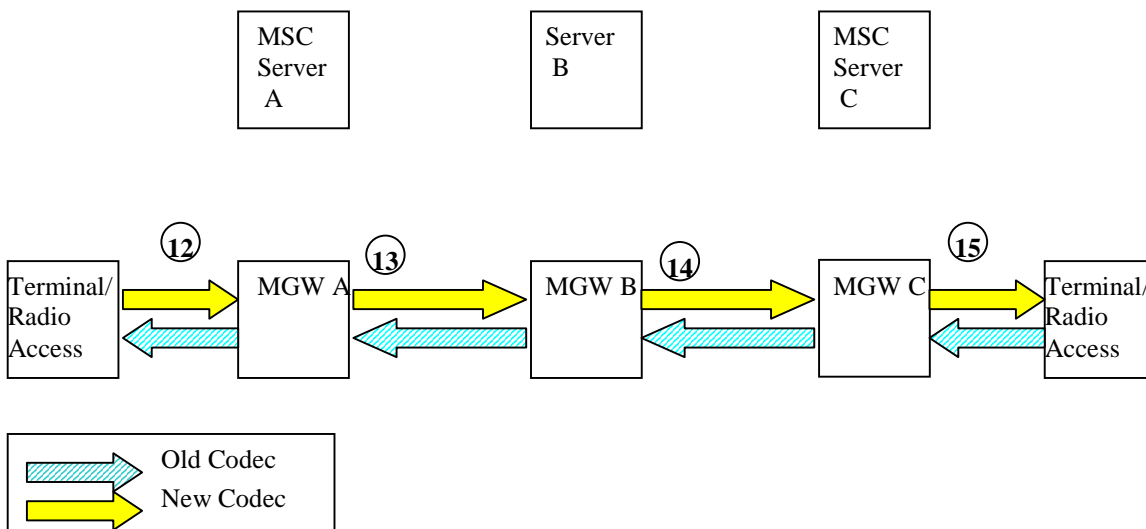 MSC
Server
A
Server
B
MSC
Server
C
12
13
14
15
Terminal/
Radio
Access
MGW A
MGW B
MGW C
Terminal/
Radio
Access
Old Codec
New Codec